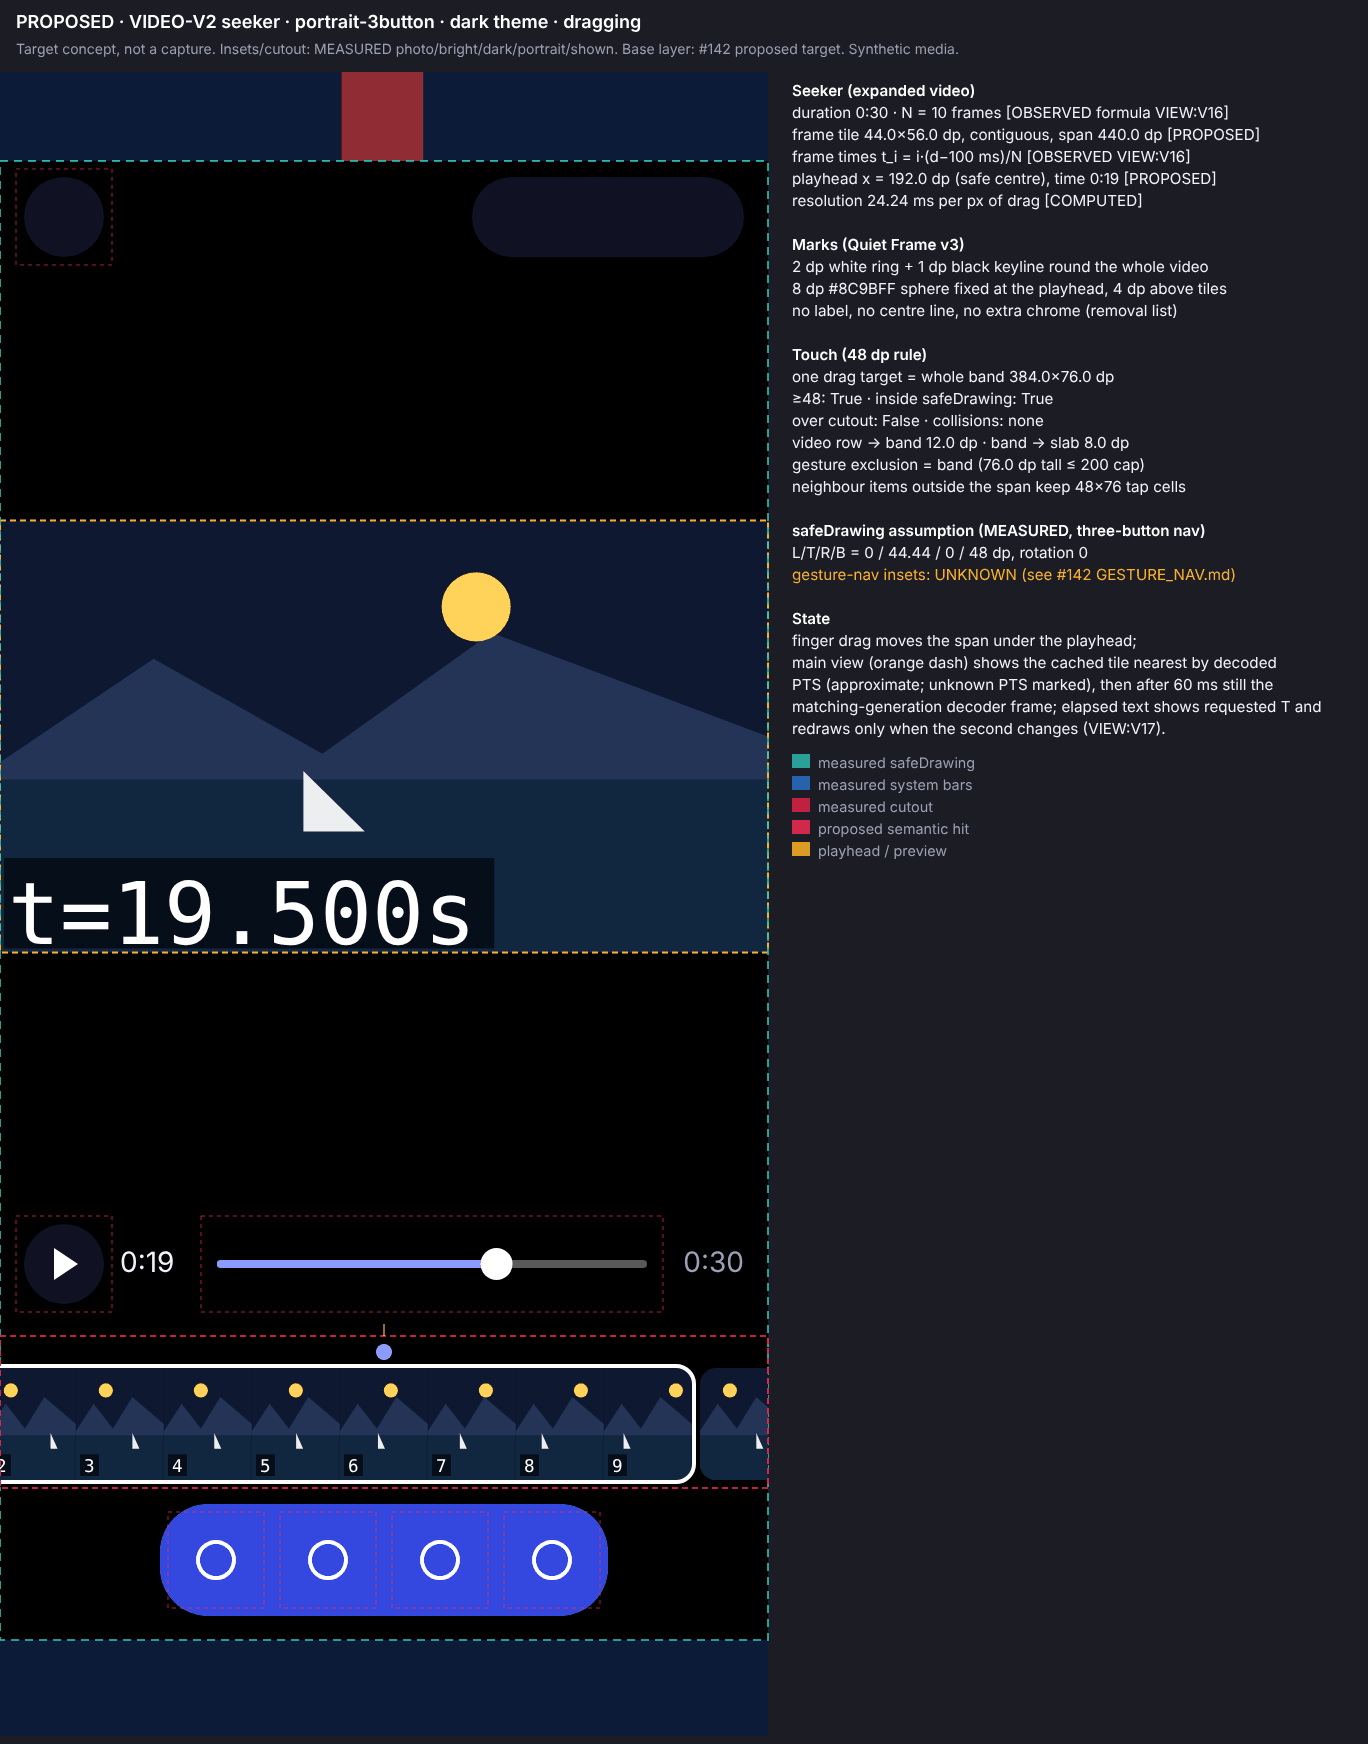 PROPOSED · VIDEO-V2 seeker · portrait-3button · dark theme · dragging
Target concept, not a capture. Insets/cutout: MEASURED photo/bright/dark/portrait/shown. Base layer: #142 proposed target. Synthetic media.
Seeker (expanded video)
duration 0:30 · N = 10 frames [OBSERVED formula VIEW:V16]
frame tile 44.0×56.0 dp, contiguous, span 440.0 dp [PROPOSED]
frame times t_i = i·(d−100 ms)/N [OBSERVED VIEW:V16]
playhead x = 192.0 dp (safe centre), time 0:19 [PROPOSED]
resolution 24.24 ms per px of drag [COMPUTED]
Marks (Quiet Frame v3)
2 dp white ring + 1 dp black keyline round the whole video
8 dp #8C9BFF sphere fixed at the playhead, 4 dp above tiles
no label, no centre line, no extra chrome (removal list)
Touch (48 dp rule)
one drag target = whole band 384.0×76.0 dp
≥48: True · inside safeDrawing: True
over cutout: False · collisions: none
video row → band 12.0 dp · band → slab 8.0 dp
gesture exclusion = band (76.0 dp tall ≤ 200 cap)
neighbour items outside the span keep 48×76 tap cells
safeDrawing assumption (MEASURED, three-button nav)
L/T/R/B = 0 / 44.44 / 0 / 48 dp, rotation 0
gesture-nav insets: UNKNOWN (see #142 GESTURE_NAV.md)
State
finger drag moves the span under the playhead;
main view (orange dash) shows the cached tile nearest by decoded
PTS (approximate; unknown PTS marked), then after 60 ms still the
matching-generation decoder frame; elapsed text shows requested T and
redraws only when the second changes (VIEW:V17).
measured safeDrawing
measured system bars
measured cutout
proposed semantic hit
playhead / preview
t=19.500s
0:19
0:30
2 3 4 5 6 7 8 9